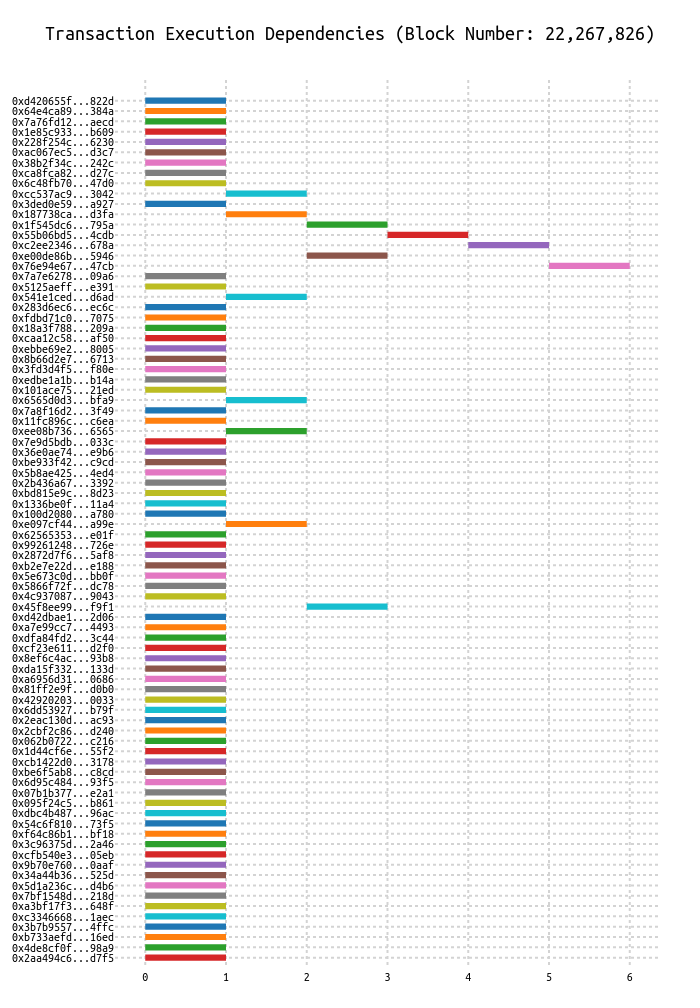 Transaction Execution Dependencies (Block Number: 22,267,826)
0xd420655f...822d
0x64e4ca89...384a
0x7a76fd12...aecd
0x1e85c933...b609
0x228f254c...6230
0xac067ec5...d3c7
0x38b2f34c...242c
0xca8fca82...d27c
0x6c48fb70...47d0
0xcc537ac9...3042
0x3ded0e59...a927
0x187738ca...d3fa
0x1f545dc6...795a
0x55b06bd5...4cdb
0xc2ee2346...678a
0xe00de86b...5946
0x76e94e67...47cb
0x7a7e6278...09a6
0x5125aeff...e391
0x541e1ced...d6ad
0x283d6ec6...ec6c
0xfdbd71c0...7075
0x18a3f788...209a
0xcaa12c58...af50
0xebbe69e2...8005
0x8b66d2e7...6713
0x3fd3d4f5...f80e
0xedbe1a1b...b14a
0x101ace75...21ed
0x6565d0d3...bfa9
0x7a8f16d2...3f49
0x11fc896c...c6ea
0xee08b736...6565
0x7e9d5bdb...033c
0x36e0ae74...e9b6
0xbe933f42...c9cd
0x5b8ae425...4ed4
0x2b436a67...3392
0xbd815e9c...8d23
0x1336be0f...11a4
0x100d2080...a780
0xe097cf44...a99e
0x62565353...e01f
0x99261248...726e
0x2872d7f6...5af8
0xb2e7e22d...e188
0x5e673c0d...bb0f
0x5866f72f...dc78
0x4c937087...9043
0x45f8ee99...f9f1
0xd42dbae1...2d06
0xa7e99cc7...4493
0xdfa84fd2...3c44
0xcf23e611...d2f0
0x8ef6c4ac...93b8
0xda15f332...133d
0xa6956d31...0686
0x81ff2e9f...d0b0
0x42920203...0033
0x6dd53927...b79f
0x2eac130d...ac93
0x2cbf2c86...d240
0x062b0722...c216
0x1d44cf6e...55f2
0xcb1422d0...3178
0xbe6f5ab8...c8cd
0x6d95c484...93f5
0x07b1b377...e2a1
0x095f24c5...b861
0xdbc4b487...96ac
0x54c6f810...73f5
0xf64c86b1...bf18
0x3c96375d...2a46
0xcfb540e3...05eb
0x9b70e760...0aaf
0x34a44b36...525d
0x5d1a236c...d4b6
0x7bf1548d...218d
0xa3bf17f3...648f
0xc3346668...1aec
0x3b7b9557...4ffc
0xb733aefd...16ed
0x4de8cf0f...98a9
0x2aa494c6...d7f5
0 1 2 3 4 5 6